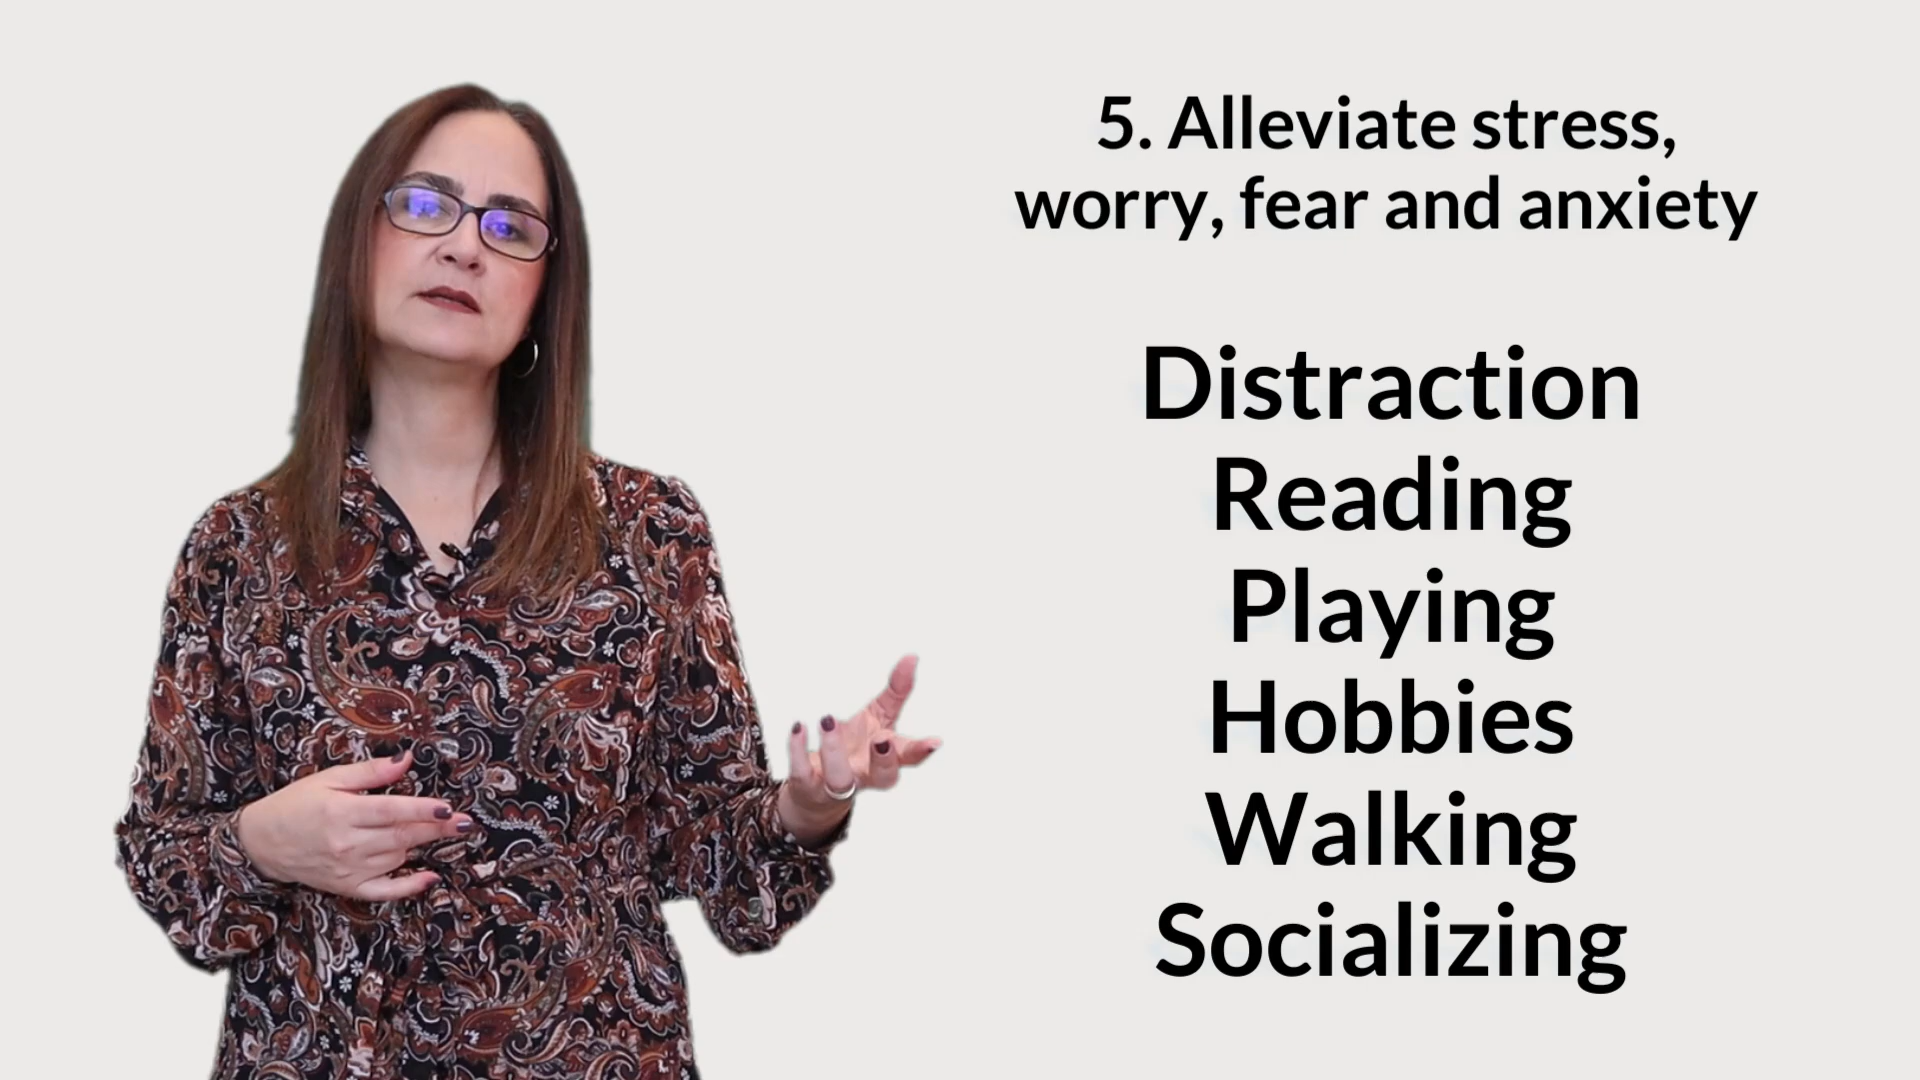 5. Alleviate stress,
worry, fear and anxiety
Distraction
Reading
Playing
Hobbies
Walking
Socializing